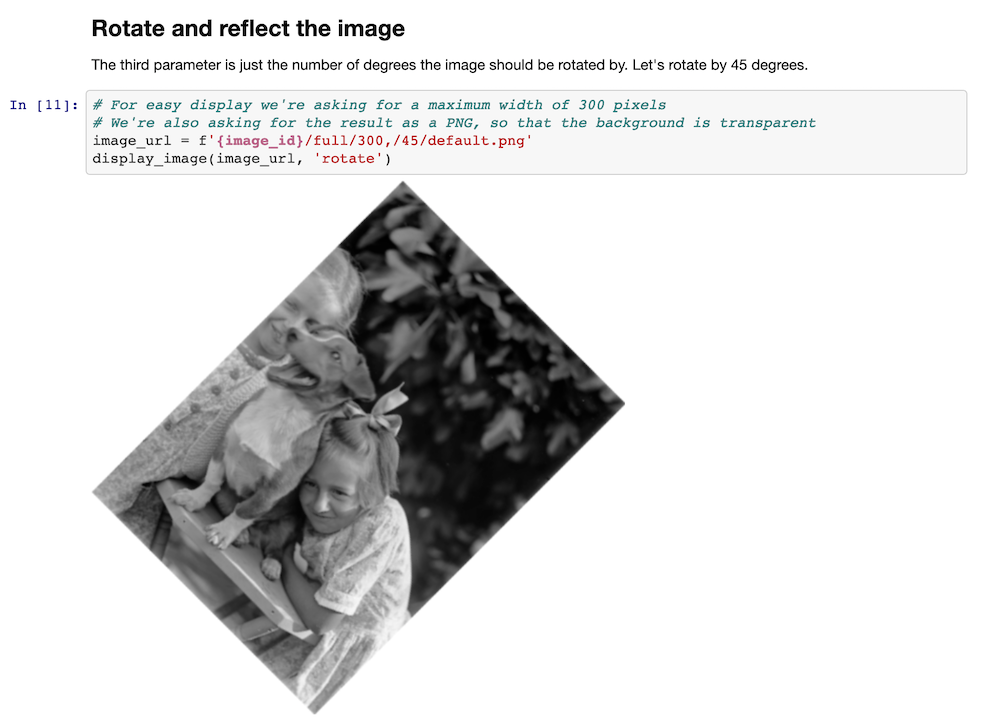 Rotate and reflect the image
The third parameter is just the number of degrees the image should be rotated by. Let's rotate by 45 degrees.
In [11]:
# For easy display we're asking for a maximum width of 300 pixels
# We're also asking for the result as a PNG, so that the background is transparent
image_url = f'{image_id}/full/300,/45/default.png'
display_image(image_url, 'rotate')